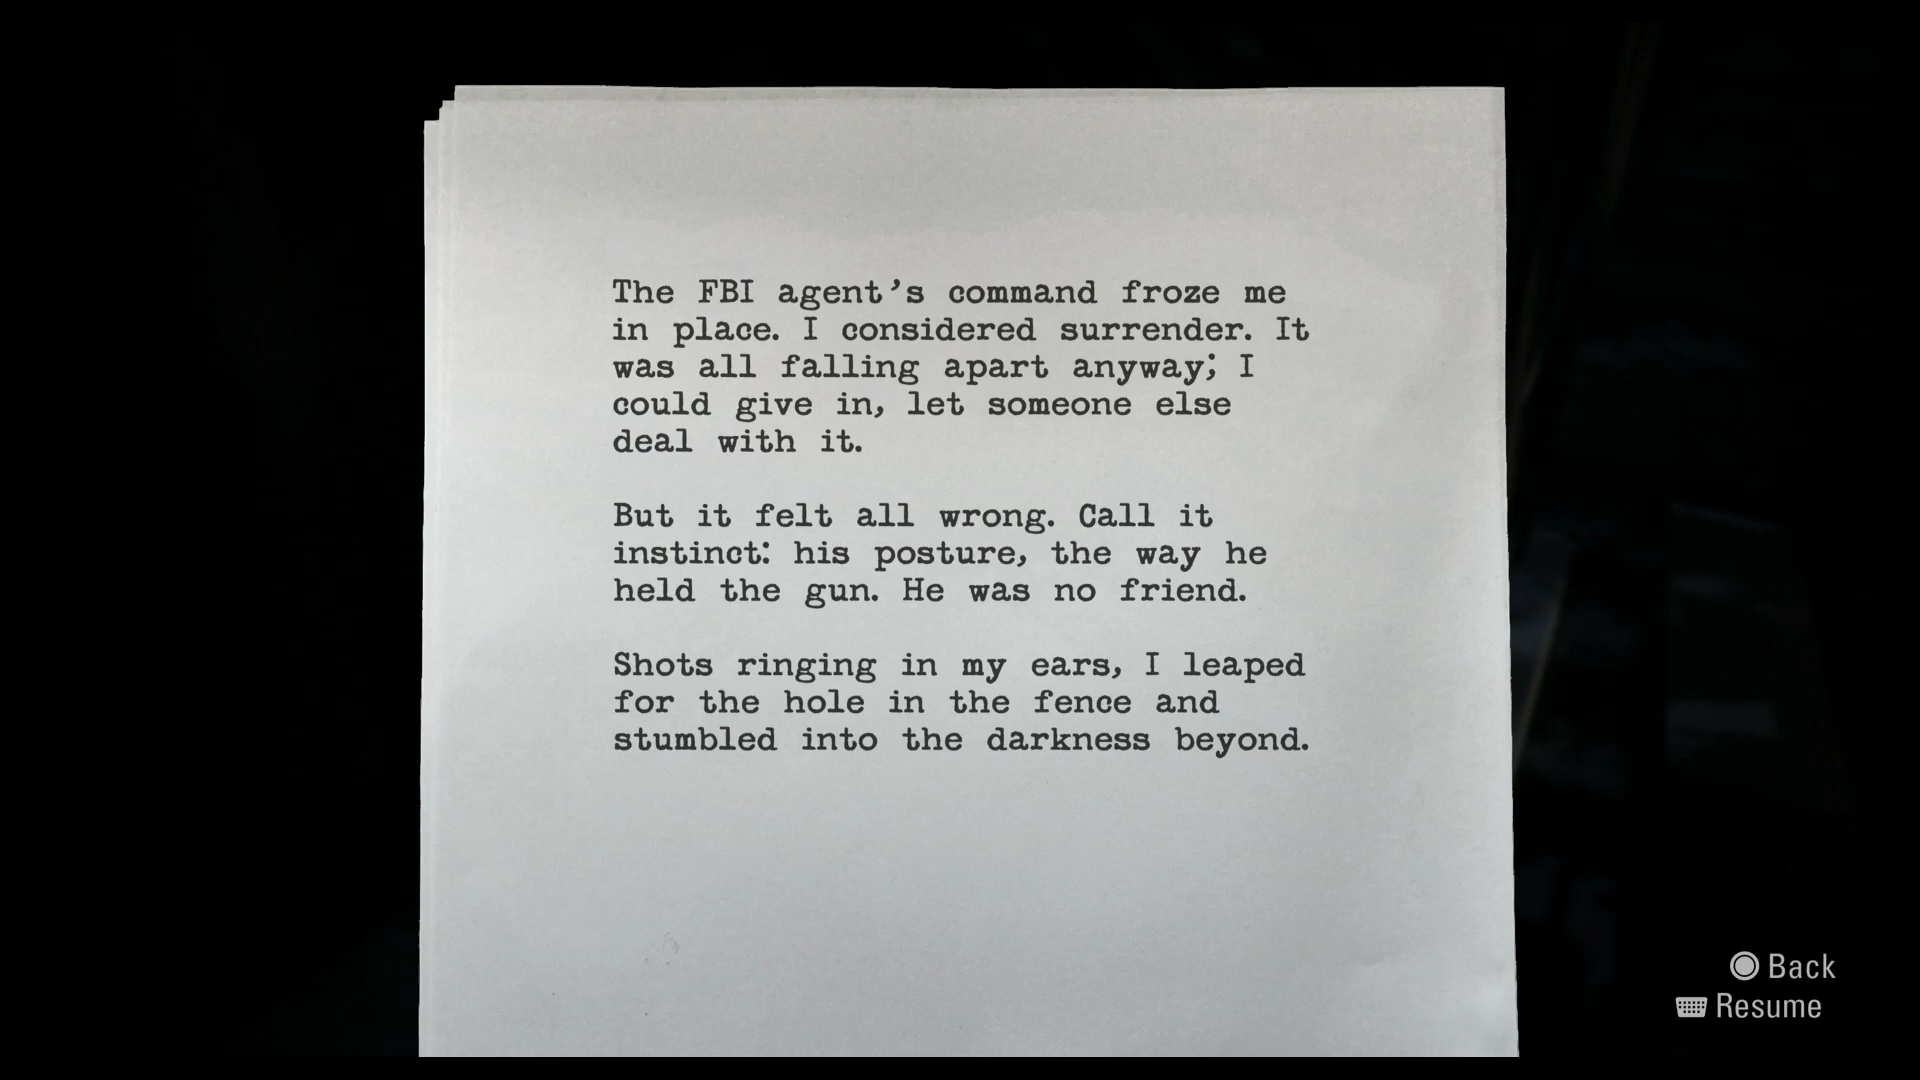 The FBI agent’s command froze me
in place. I considered surrender. It
was all falling apart anyway; I
could give in, let someone else
deal with it.
But it felt all wrong. Call it
instinct: his posture, the way he
held the gun. He was no friend.
Shots ringing in my ears, I leaped
for the hole in the fence and
stumbled into the darkness beyond.
Back
Resume